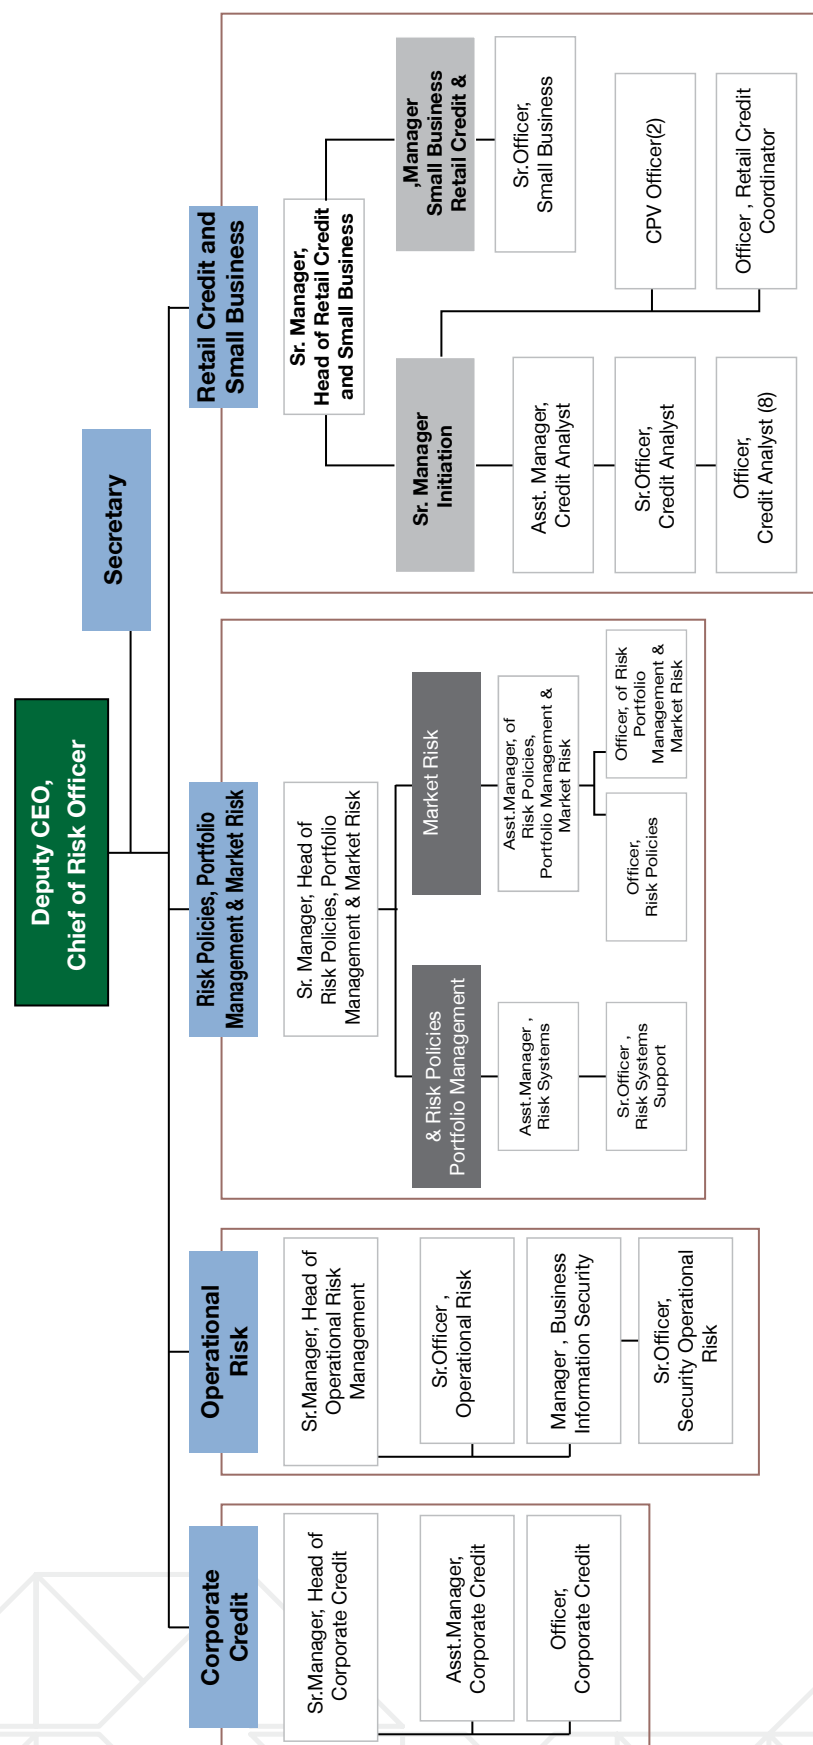 Deputy CEO,
Chief of Risk Officer
Secretary
Corporate
Credit
Sr.Manager, Head of
Corporate Credit
Asst.Manager,
Corporate Credit
Officer,
Corporate Credit
Operational
Risk
Sr.Manager, Head of
Operational Risk
Management
Sr.Officer ,
Operational Risk
Manager , Business
Information Security
Sr.Officer,
Security Operational
Risk
Risk Policies, Portfolio
Management & Market Risk
Sr. Manager, Head of
Risk Policies, Portfolio
Management & Market Risk
& Risk Policies
Portfolio Management
Asst.Manager ,
Risk Systems
Sr.Officer ,
Risk Systems
Support
Market Risk
Asst.Manager, of
Risk Policies,
Portfolio Management &
Market Risk
Officer,
Risk Policies
Officer, of Risk
Portfolio
Management &
Market Risk
Retail Credit and
Small Business
Sr. Manager,
Head of Retail Credit
and Small Business
Sr. Manager
Initiation
Asst. Manager,
Credit Analyst
Sr.Officer,
Credit Analyst
Officer,
Credit Analyst (8)
CPV Officer(2)
Officer , Retail Credit
Coordinator
,Manager
Small Business
Retail Credit &
Sr.Officer,
Small Business